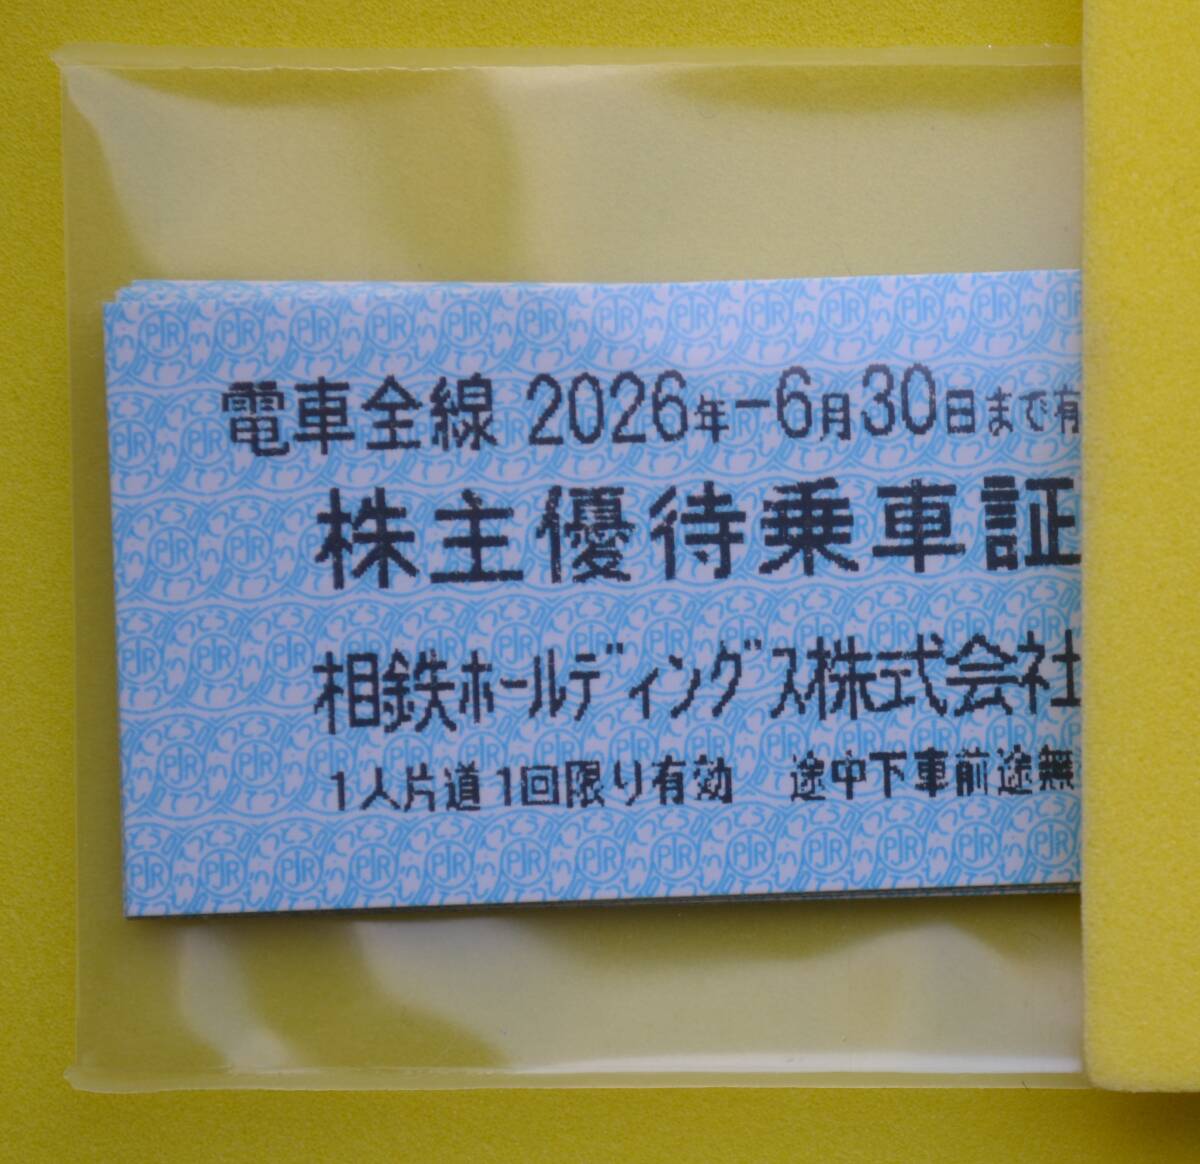 電車全線 2026年-6月30日まで有
株主優待乗車証
相鉄ホールディングス株式会社
1人片道1回限り有効 途中下車前途無